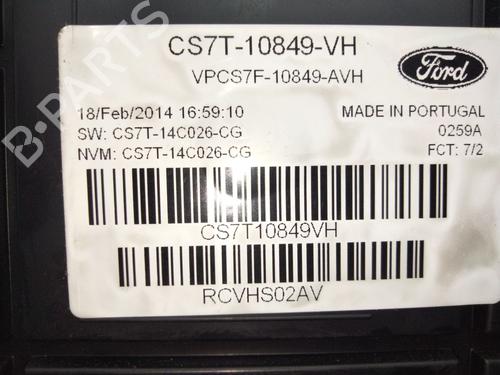 CS7T-10849-VH
VPCS7F-10849-AVH
Ford
18/Feb/2014 16:59:10
MADE IN PORTUGAL
SW: CS7T-14C026-CG
0259A
NVM: CS7T-14C026-CG
FCT: 7/2
CS7T10849VH
RCVHS02AV
B-PARTS